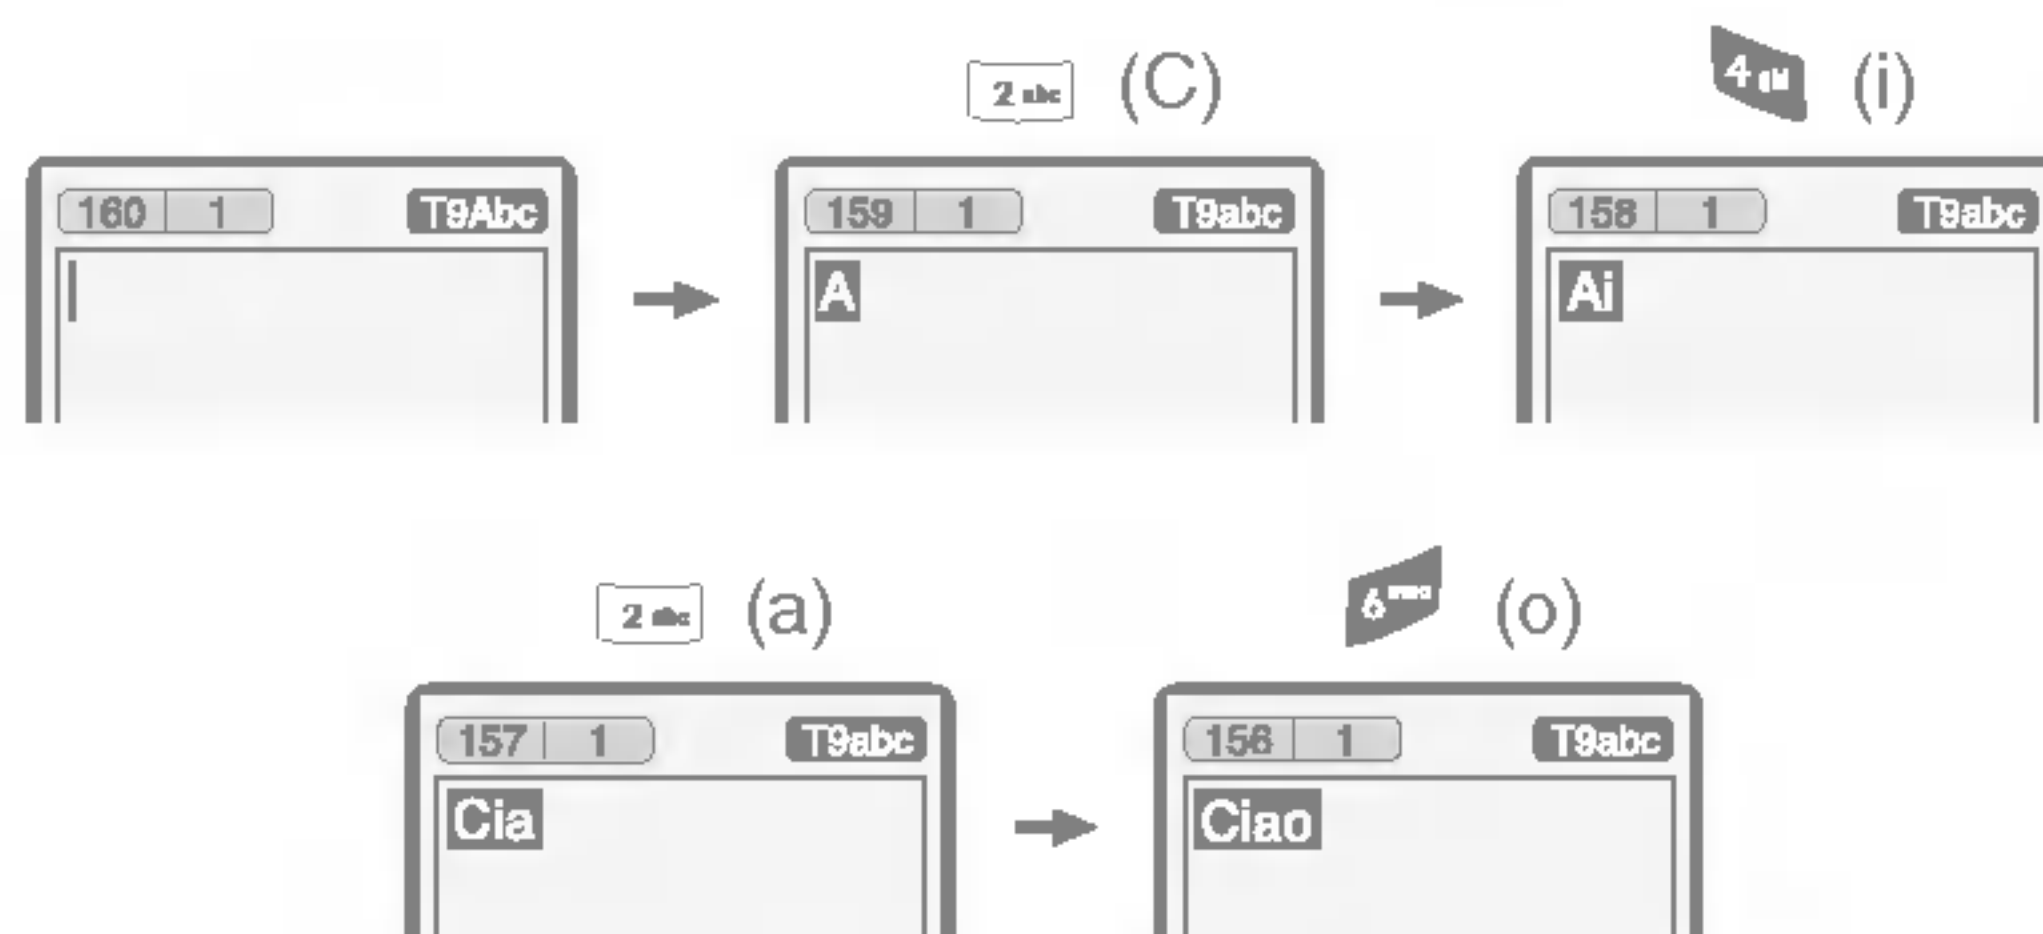 2 abc (C) 4 ghi (i)
160 1 T9Abc 159 1 T9abc 158 1 T9abc
A Ai
2 abc (a) 6 mno (o)
157 1 T9abc 156 1 T9abc
Cia Ciao